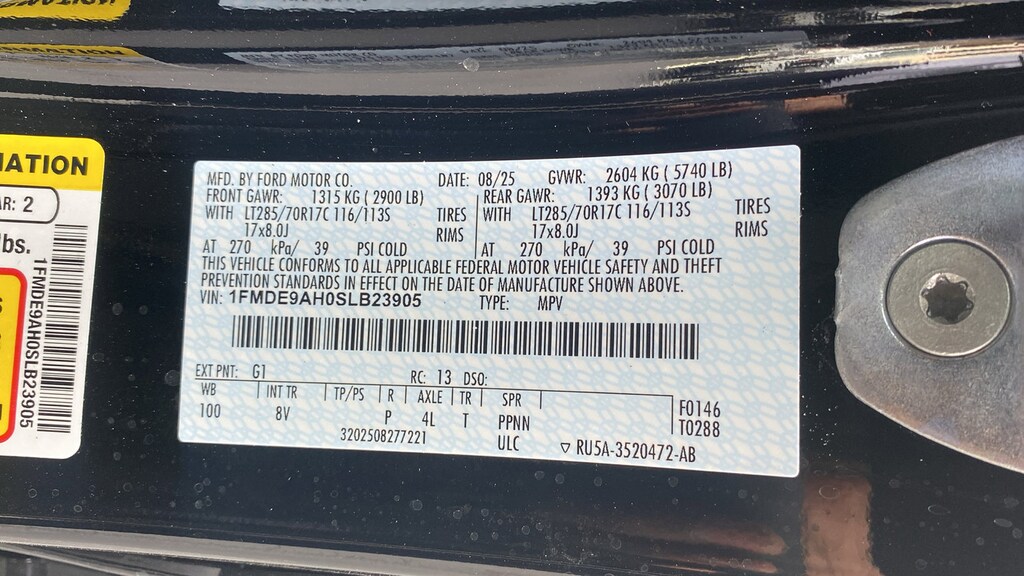 MATION
MATION
AR: 2
lbs.
1FMDE9AH0SLB23905
MFD. BY FORD MOTOR CO. DATE: 08/25 GVWR: 2604 KG ( 5740 LB)
FRONT GAWR: 1315 KG ( 2900 LB) REAR GAWR: 1393 KG ( 3070 LB)
WITH LT285/70R17C 116/113S TIRES WITH LT285/70R17C 116/113S TIRES
17x8.0J RIMS 17x8.0J RIMS
AT 270 kPa/ 39 PSI COLD AT 270 kPa/ 39 PSI COLD
THIS VEHICLE CONFORMS TO ALL APPLICABLE FEDERAL MOTOR VEHICLE SAFETY AND THEFT
PREVENTION STANDARDS IN EFFECT ON THE DATE OF MANUFACTURE SHOWN ABOVE.
VIN: 1FMDE9AH0SLB23905 TYPE: MPV
EXT PNT: G1 RC: 13 DSO:
WB INT TR TP/PS R AXLE TR SPR F0146
100 8V P 4L T PPNN T0288
3202508277221 ULC ▽ RU5A-3520472-AB